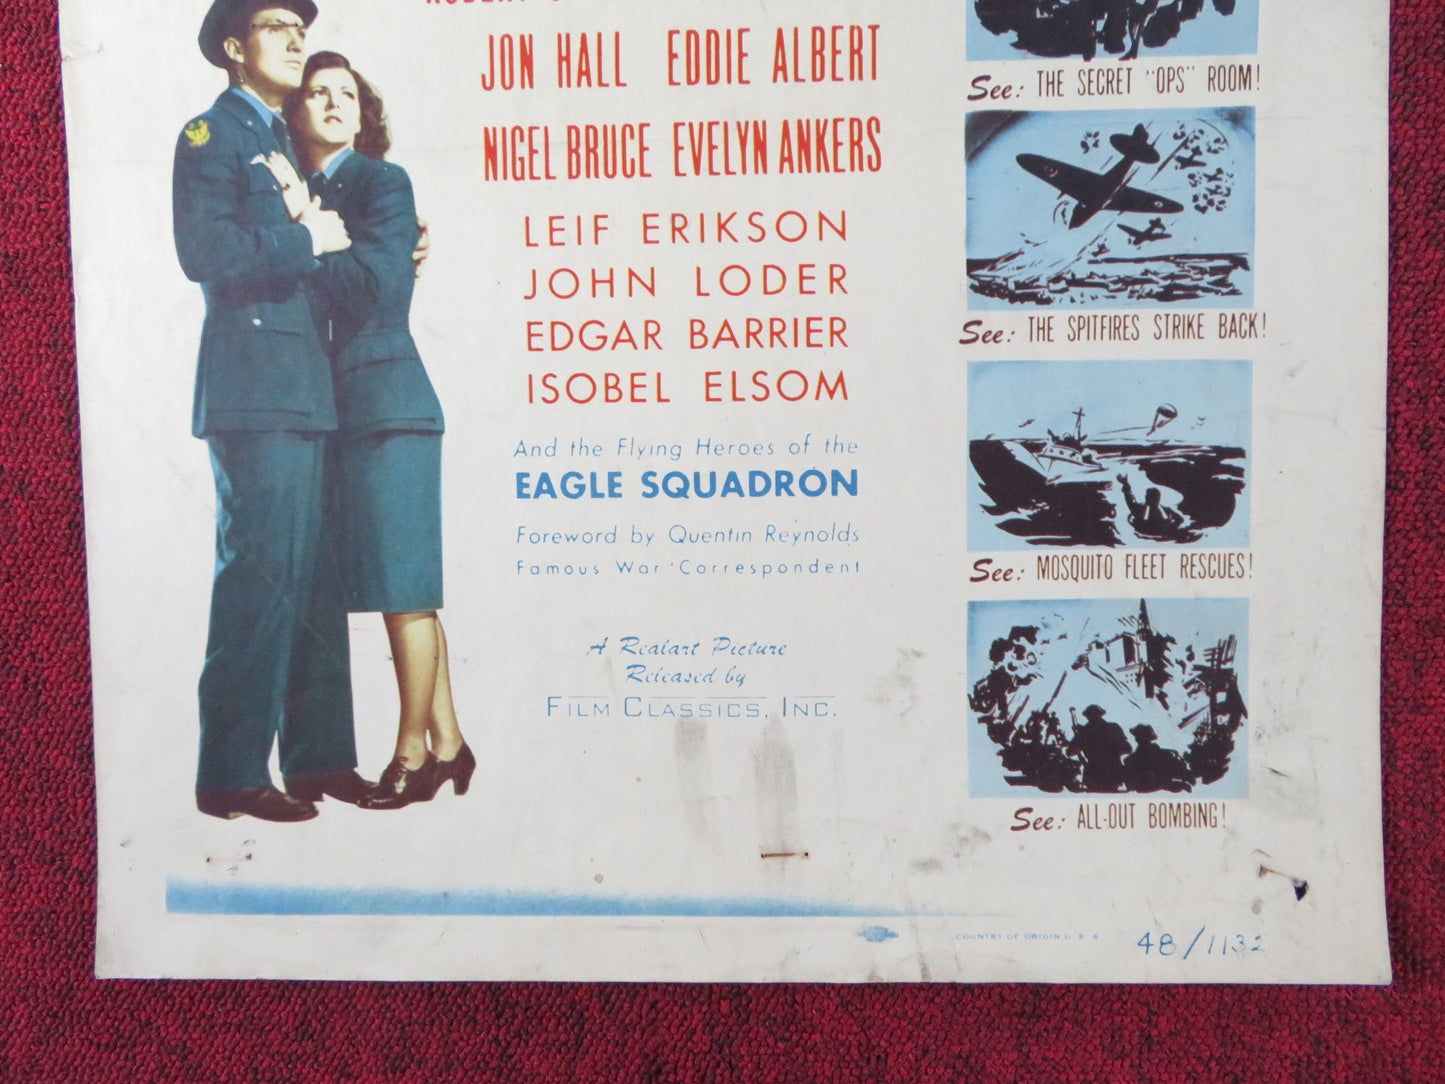 JON HALL EDDIE ALBERT
NIGEL BRUCE EVELYN ANKERS
LEIF ERIKSON
JOHN LODER
EDGAR BARRIER
ISOBEL ELSOM
And the Flying Heroes of the
EAGLE SQUADRON
Foreword by Quentin Reynolds
Famous War Correspondent
A Realart Picture
Released by
FILM CLASSICS, INC.
See: THE SECRET "OPS" ROOM!
See: THE SPITFIRES STRIKE BACK!
See: MOSQUITO FLEET RESCUES!
See: ALL-OUT BOMBING!
COUNTRY OF ORIGIN U. S. A.
48/1132